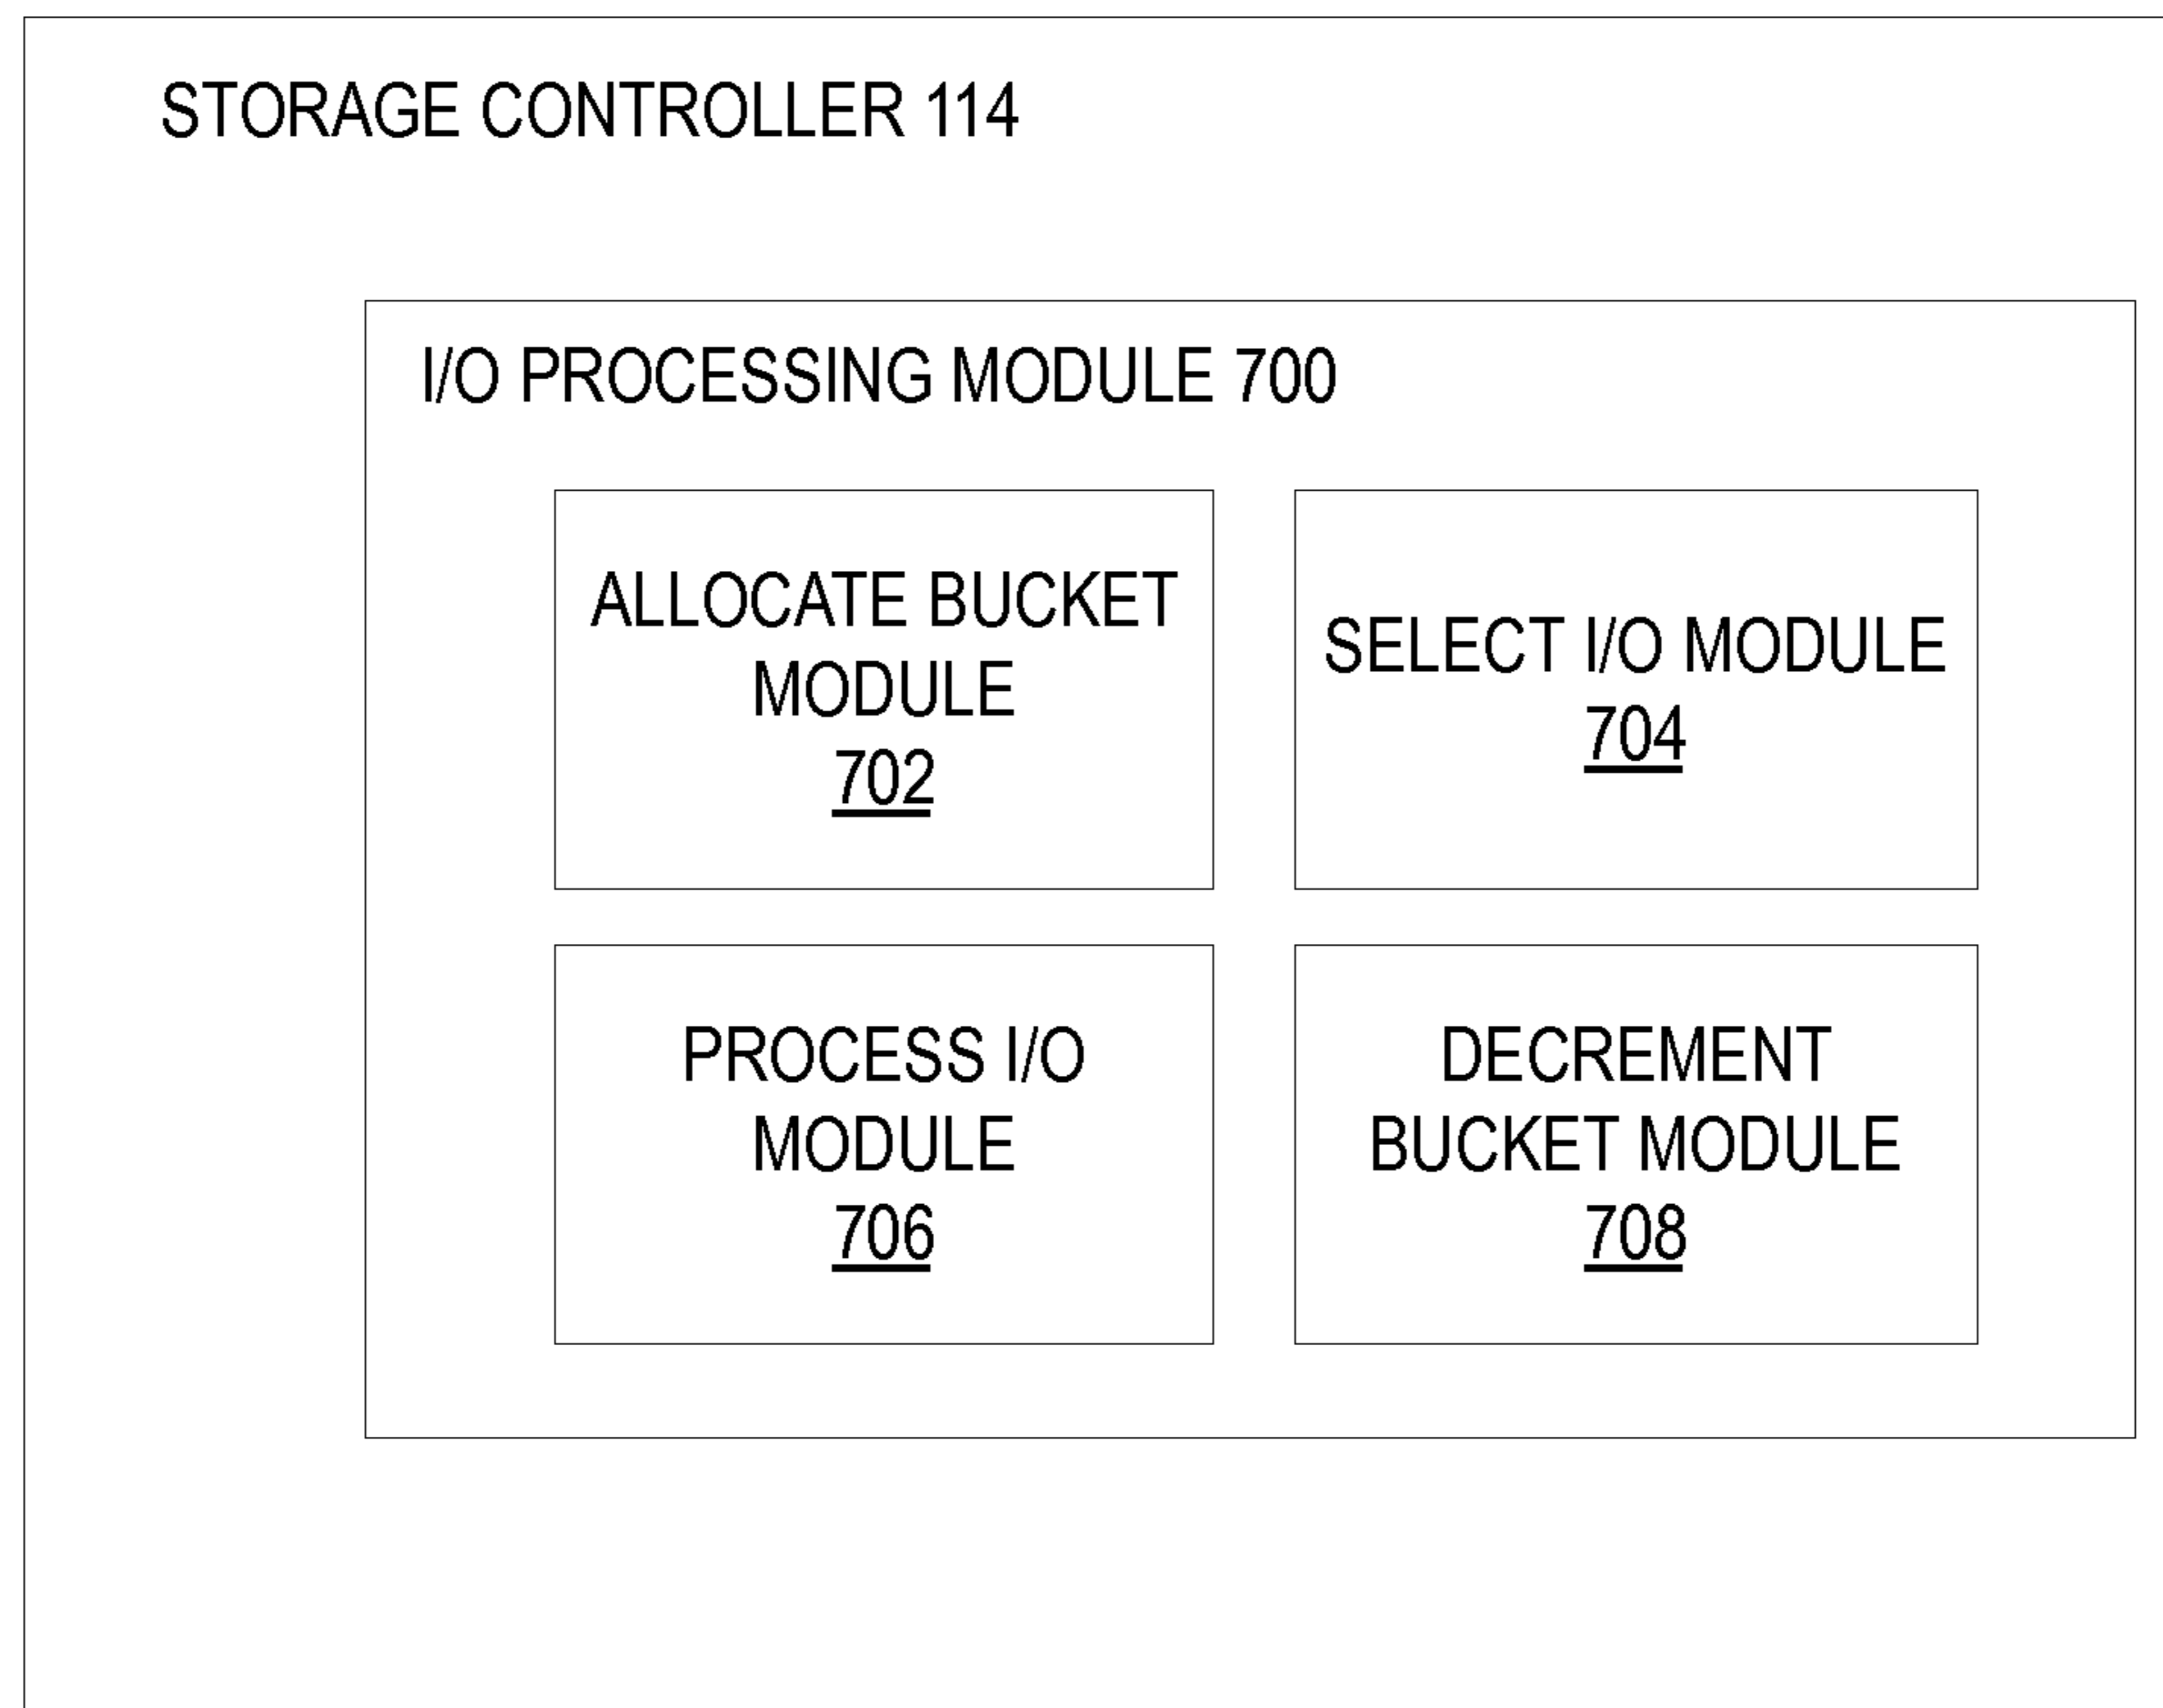 STORAGE CONTROLLER 114
I/O PROCESSING MODULE 700
ALLOCATE BUCKET
MODULE
702
SELECT I/O MODULE
704
PROCESS I/O
MODULE
706
DECREMENT
BUCKET MODULE
708